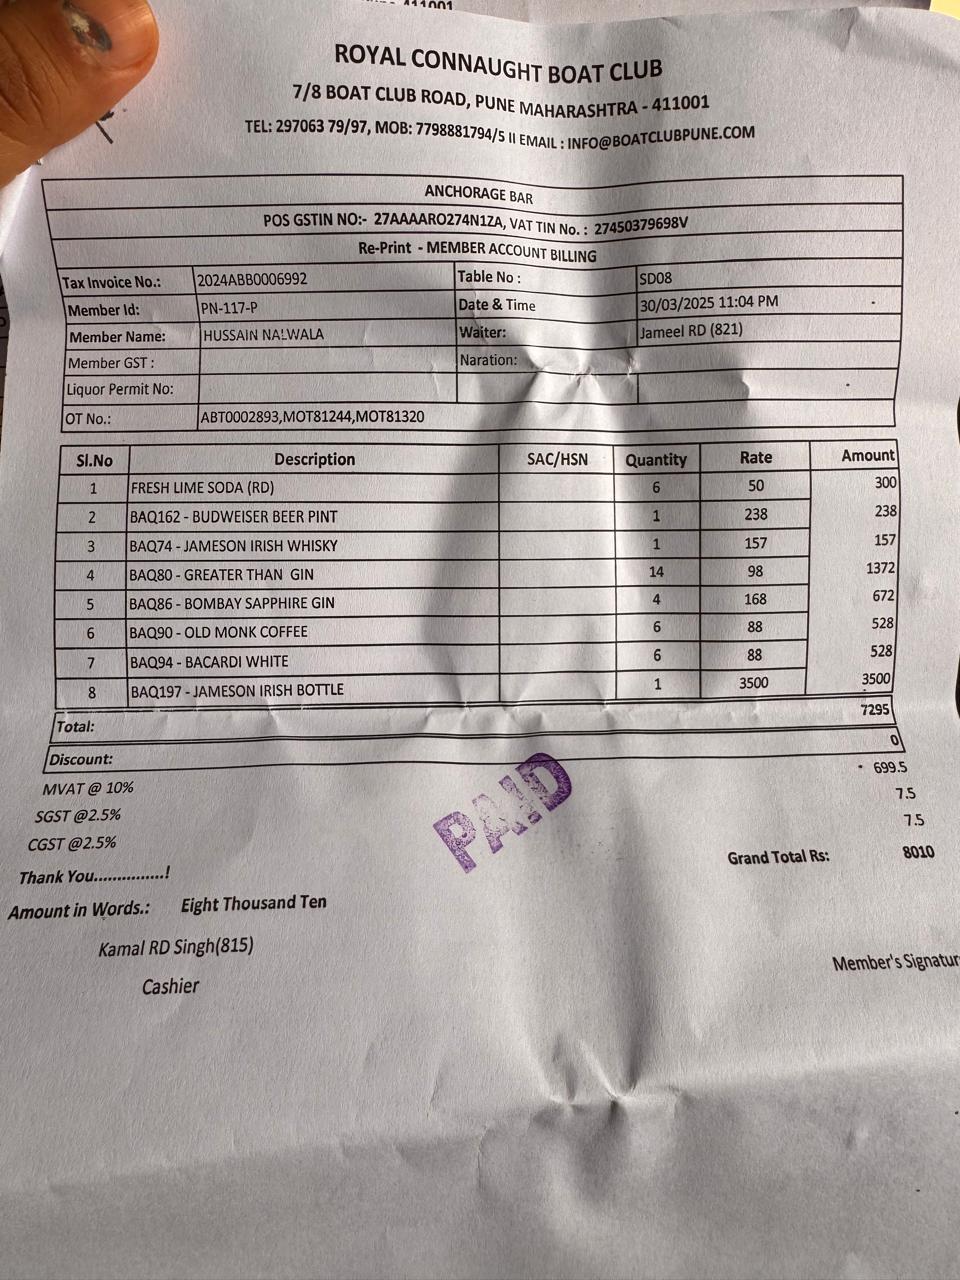 411001
ROYAL CONNAUGHT BOAT CLUB
7/8 BOAT CLUB ROAD, PUNE MAHARASHTRA - 411001
TEL: 297063 79/97, MOB: 7798881794/5 II EMAIL : INFO@BOATCLUBPUNE.COM
ANCHORAGE BAR
POS GSTIN NO:- 27AAAARO274N1ZA, VAT TIN No. : 27450379698V
Re-Print - MEMBER ACCOUNT BILLING
Tax Invoice No.: 2024ABB0006992 Table No : SD08
Member Id: PN-117-P Date & Time 30/03/2025 11:04 PM
Member Name: HUSSAIN NALWALA Waiter: Jameel RD (821)
Member GST : Naration:
Liquor Permit No:
OT No.: ABT0002893,MOT81244,MOT81320
Sl.No Description SAC/HSN Quantity Rate Amount
1 FRESH LIME SODA (RD) 6 50 300
2 BAQ162 - BUDWEISER BEER PINT 1 238 238
3 BAQ74 - JAMESON IRISH WHISKY 1 157 157
4 BAQ80 - GREATER THAN GIN 14 98 1372
5 BAQ86 - BOMBAY SAPPHIRE GIN 4 168 672
6 BAQ90 - OLD MONK COFFEE 6 88 528
7 BAQ94 - BACARDI WHITE 6 88 528
8 BAQ197 - JAMESON IRISH BOTTLE 1 3500 3500
Total: 7295
Discount: 0
MVAT @ 10% 699.5
SGST @2.5% 7.5
CGST @2.5% 7.5
PAID
Thank You...............! Grand Total Rs: 8010
Amount in Words.: Eight Thousand Ten
Kamal RD Singh(815)
Cashier Member's Signatur